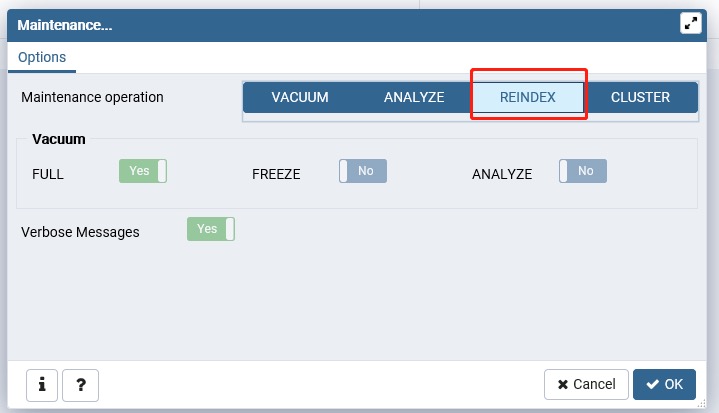 Maintenance...
Options
Maintenance operation VACUUM ANALYZE REINDEX CLUSTER
Vacuum
FULL Yes FREEZE No ANALYZE No
Verbose Messages Yes
i ? Cancel OK